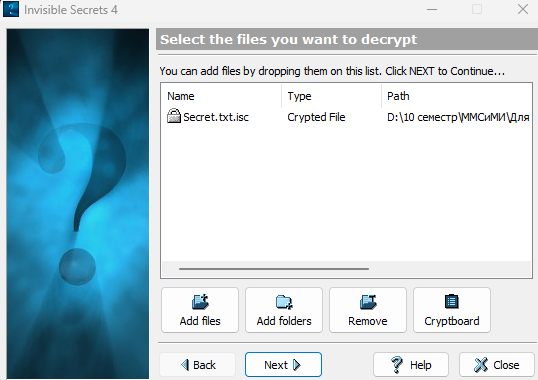 Invisible Secrets 4
Select the files you want to decrypt
You can add files by dropping them on this list. Click NEXT to Continue...
Name Type Path
Secret.txt.isc Crypted File D:\10 семестр\ММСиМИ\Для
Add files Add folders Remove Cryptboard
Back Next Help Close